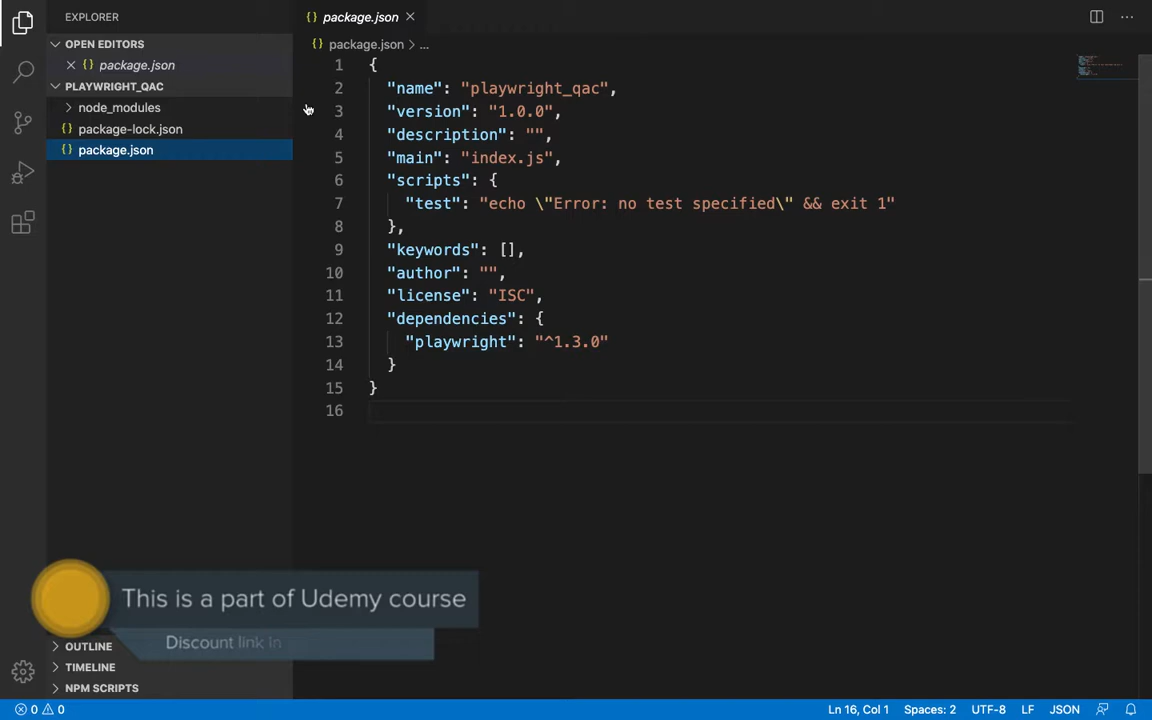 EXPLORER
OPEN EDITORS
package.json
PLAYWRIGHT_QAC
node_modules
package-lock.json
package.json
package.json
package.json > ...
1 {
2 "name": "playwright_qac",
3 "version": "1.0.0",
4 "description": "",
5 "main": "index.js",
6 "scripts": {
7 "test": "echo \"Error: no test specified\" && exit 1"
8 },
9 "keywords": [],
10 "author": "",
11 "license": "ISC",
12 "dependencies": {
13 "playwright": "^1.3.0"
14 }
15 }
16
This is a part of Udemy course
Discount link in
OUTLINE
TIMELINE
NPM SCRIPTS
0 0 Ln 16, Col 1 Spaces: 2 UTF-8 LF JSON